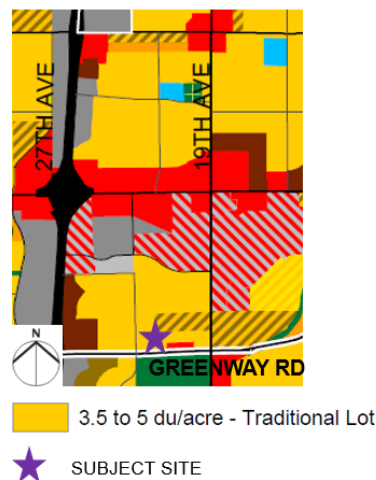 27TH AVE
19TH AVE
N
GREENWAY RD
3.5 to 5 du/acre - Traditional Lot
SUBJECT SITE